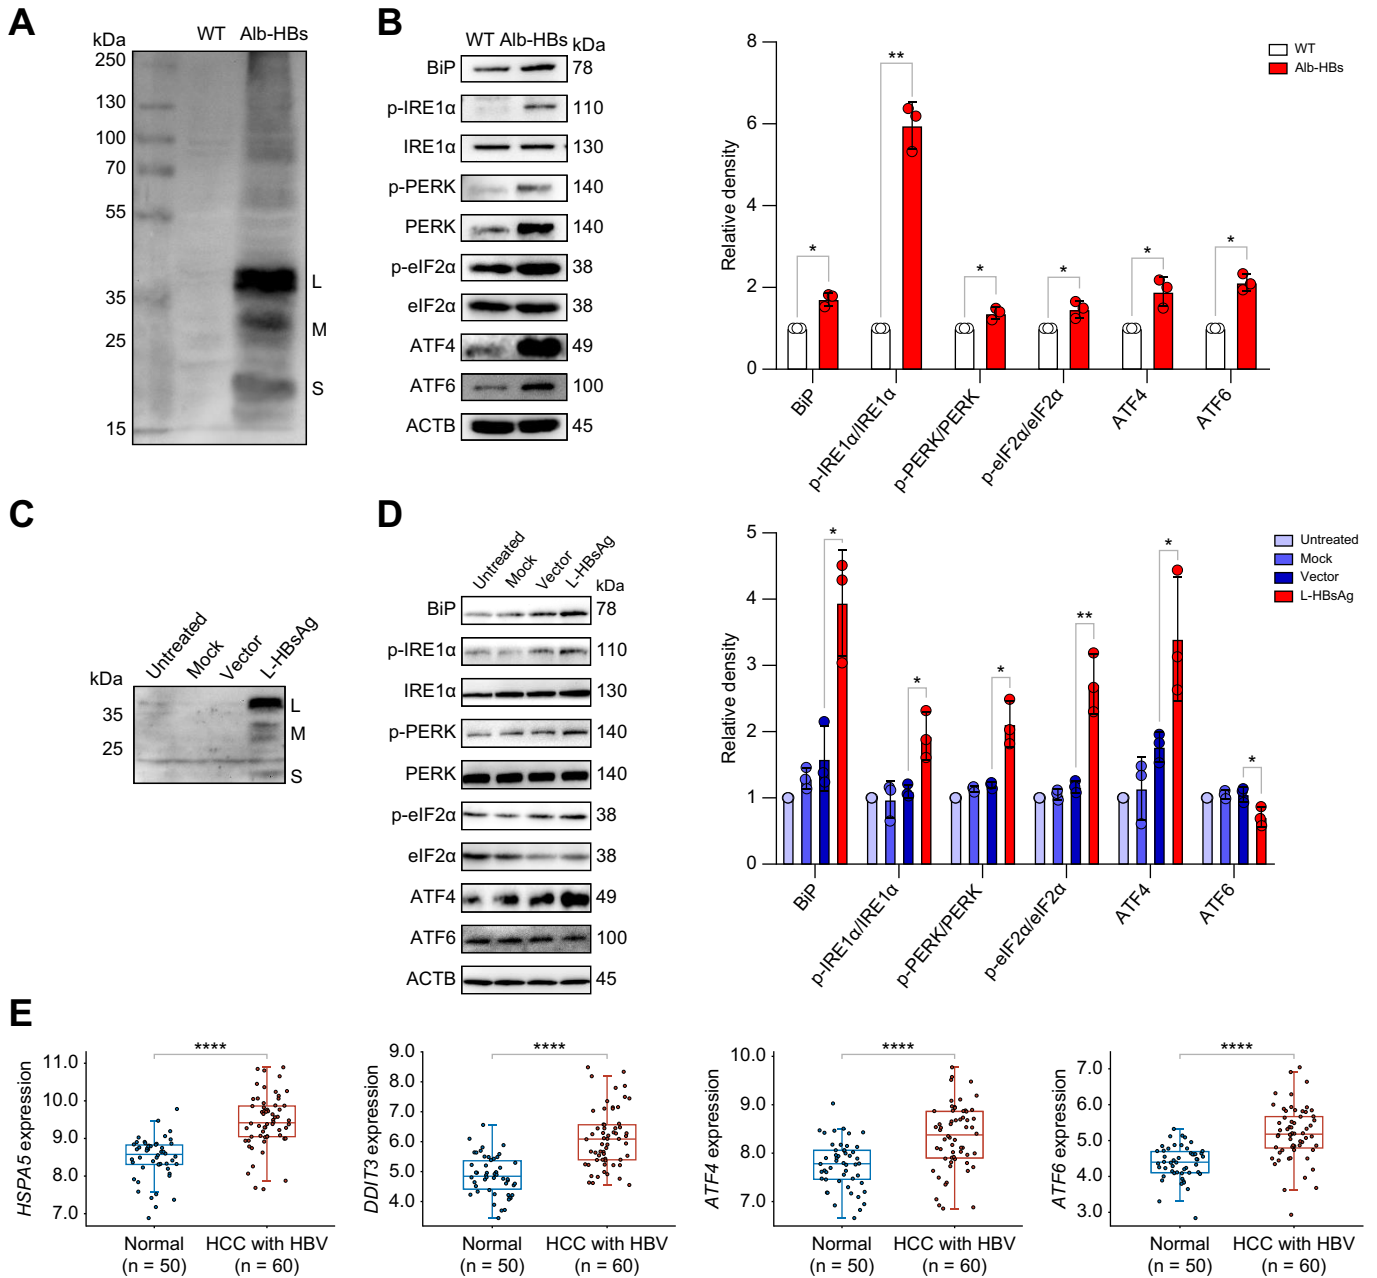 A
kDa
WT
Alb-HBs
250
130
100
70
55
35
25
15
L
M
S
B
WT Alb-HBs kDa
BiP 78
p-IRE1α 110
IRE1α 130
p-PERK 140
PERK 140
p-eIF2α 38
eIF2α 38
ATF4 49
ATF6 100
ACTB 45
Relative density
8
6
4
2
0
*
**
*
*
*
*
WT
Alb-HBs
BiP
p-IRE1α/IRE1α
p-PERK/PERK
p-eIF2α/eIF2α
ATF4
ATF6
C
kDa
Untreated
Mock
Vector
L-HBsAg
35
25
L
M
S
D
Untreated
Mock
Vector
L-HBsAg
kDa
BiP 78
p-IRE1α 110
IRE1α 130
p-PERK 140
PERK 140
p-eIF2α 38
eIF2α 38
ATF4 49
ATF6 100
ACTB 45
Relative density
5
4
3
2
1
0
*
*
*
**
*
*
Untreated
Mock
Vector
L-HBsAg
BiP
p-IRE1α/IRE1α
p-PERK/PERK
p-eIF2α/eIF2α
ATF4
ATF6
E
HSPA5 expression
11.0
10.0
9.0
8.0
7.0
****
Normal
(n = 50)
HCC with HBV
(n = 60)
DDIT3 expression
9.0
8.0
7.0
6.0
5.0
4.0
****
Normal
(n = 50)
HCC with HBV
(n = 60)
ATF4 expression
10.0
9.0
8.0
7.0
****
Normal
(n = 50)
HCC with HBV
(n = 60)
ATF6 expression
7.0
6.0
5.0
4.0
3.0
****
Normal
(n = 50)
HCC with HBV
(n = 60)